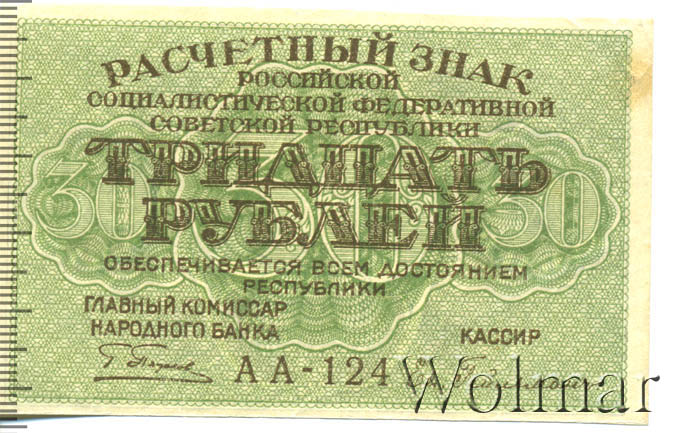 РАСЧЕТНЫЙ ЗНАК
РОССИЙСКОЙ
СОЦИАЛИСТИЧЕСКОЙ ФЕДЕРАТИВНОЙ
СОВЕТСКОЙ РЕСПУБЛИКИ
30 30 30
ТРИДЦАТЬ
РУБЛЕЙ
ОБЕСПЕЧИВАЕТСЯ ВСЕМ ДОСТОЯНИЕМ
РЕСПУБЛИКИ
ГЛАВНЫЙ КОМИССАР
НАРОДНОГО БАНКА
КАССИР
АА-124
Wolmar